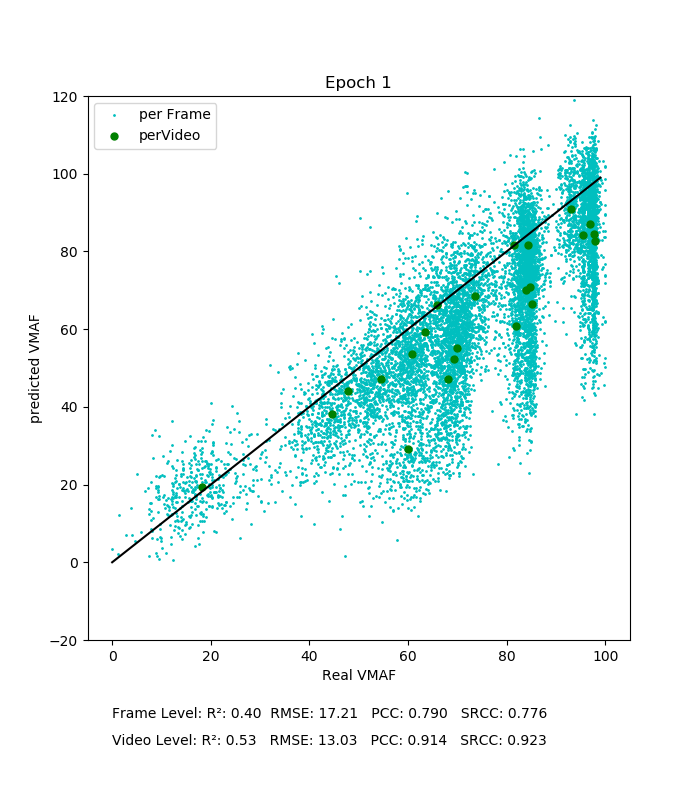 Epoch 1
per Frame
perVideo
120
100
80
60
40
20
0
−20
predicted VMAF
0 20 40 60 80 100
Real VMAF
Frame Level: R²: 0.40 RMSE: 17.21 PCC: 0.790 SRCC: 0.776
Video Level: R²: 0.53 RMSE: 13.03 PCC: 0.914 SRCC: 0.923